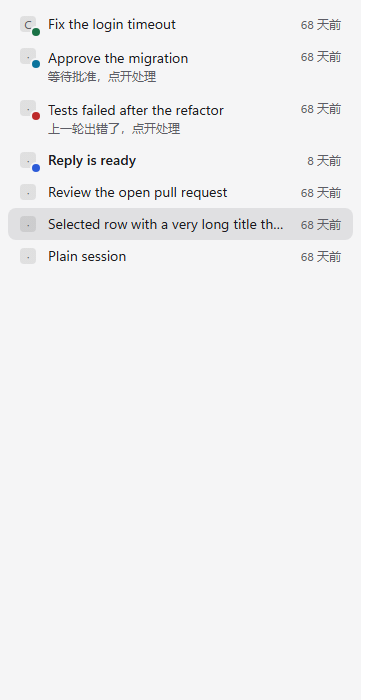 C Fix the login timeout 68 天前
· Approve the migration 68 天前
等待批准，点开处理
· Tests failed after the refactor 68 天前
上一轮出错了，点开处理
· Reply is ready 8 天前
· Review the open pull request 68 天前
· Selected row with a very long title th... 68 天前
· Plain session 68 天前